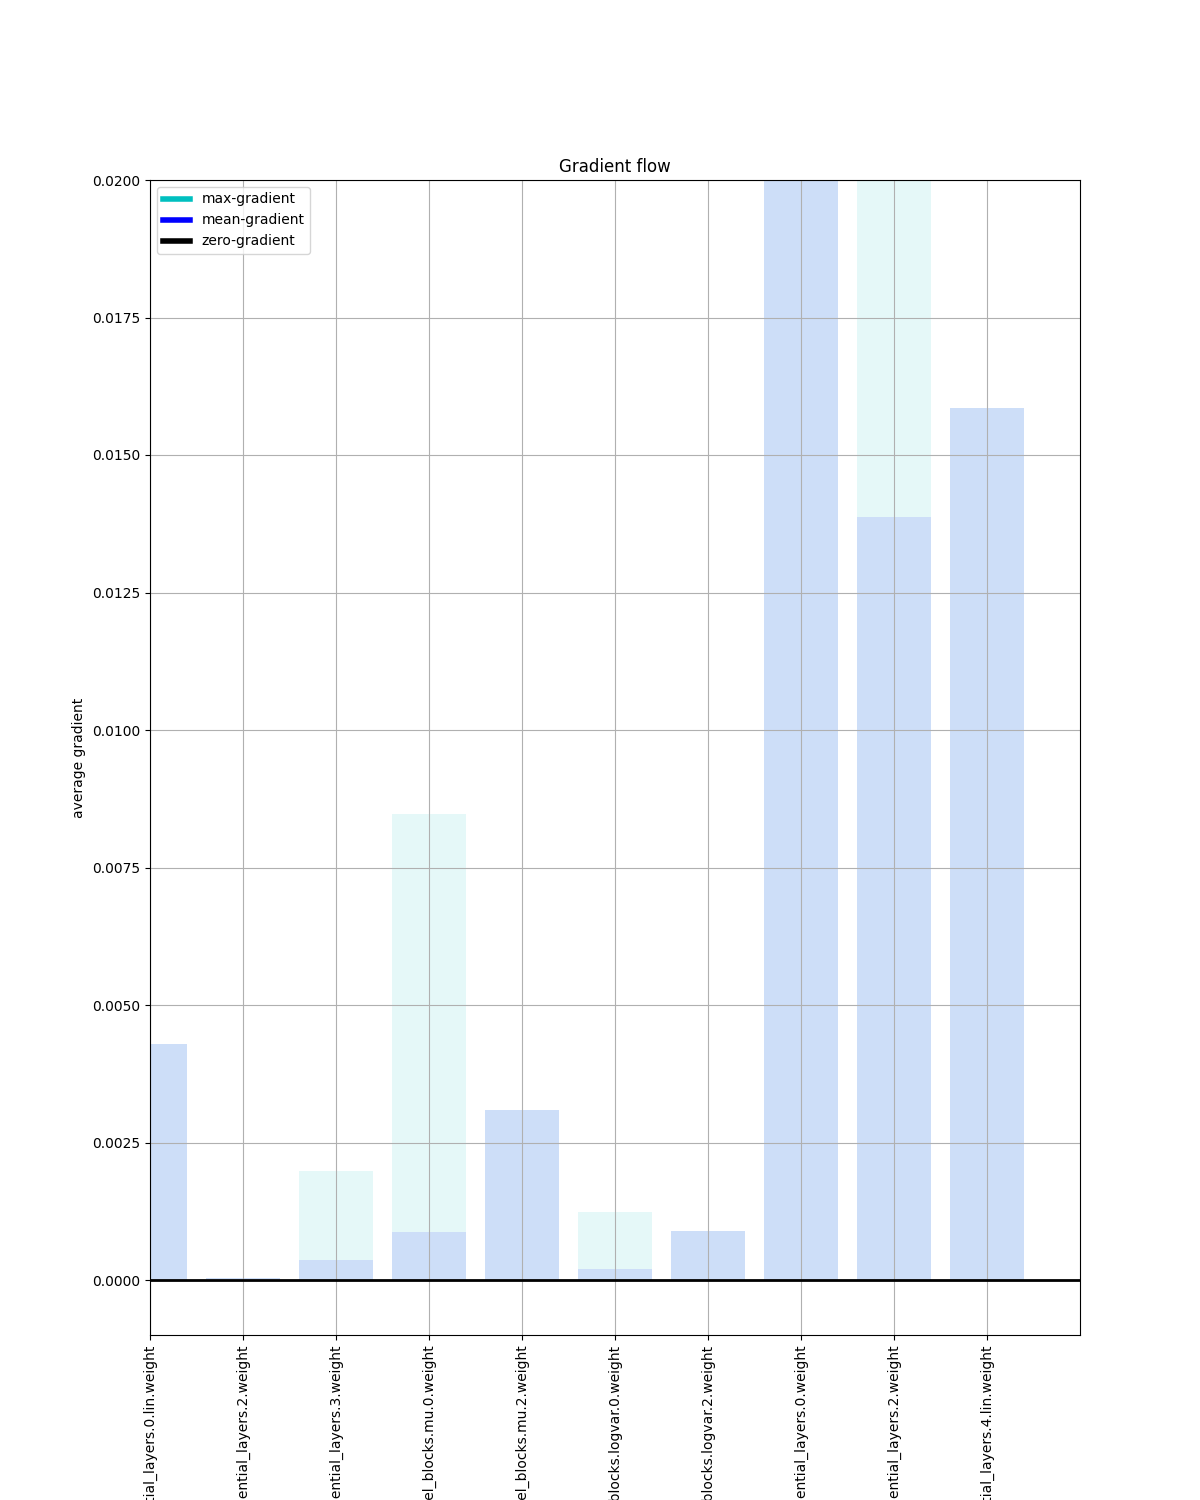 Gradient flow
max-gradient
mean-gradient
zero-gradient
0.0200
0.0175
0.0150
0.0125
0.0100
0.0075
0.0050
0.0025
0.0000
average gradient
tial_layers.0.lin.weight
ential_layers.2.weight
ential_layers.3.weight
el_blocks.mu.0.weight
el_blocks.mu.2.weight
blocks.logvar.0.weight
blocks.logvar.2.weight
ential_layers.0.weight
ential_layers.2.weight
tial_layers.4.lin.weight